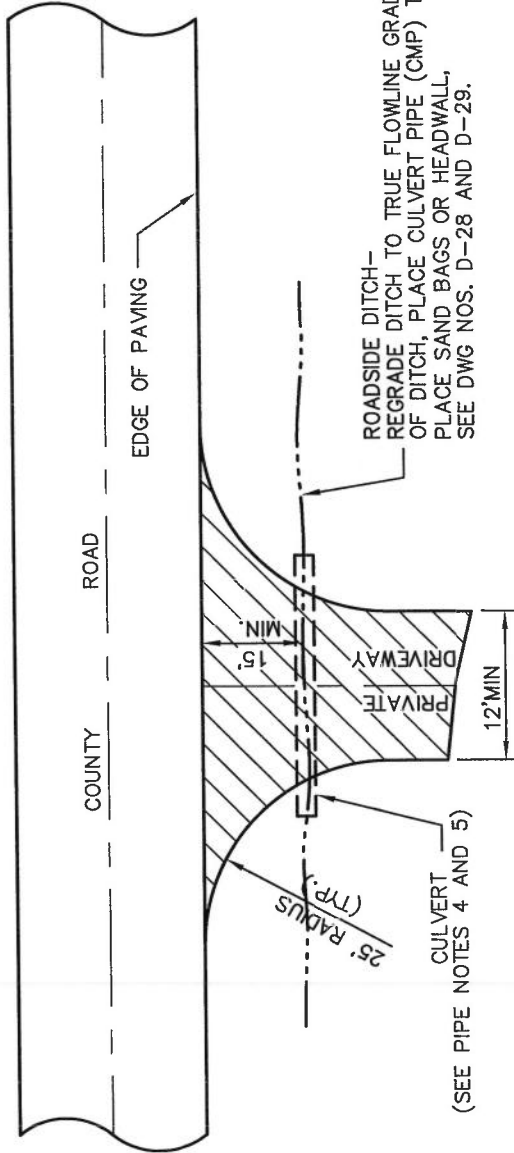 COUNTY ROAD
EDGE OF PAVING
15'
MIN.
PRIVATE
DRIVEWAY
12'MIN
25' RADIUS
(TYP.)
CULVERT
(SEE PIPE NOTES 4 AND 5)
ROADSIDE DITCH-
REGRADE DITCH TO TRUE FLOWLINE GRAD
OF DITCH, PLACE CULVERT PIPE (CMP) T
PLACE SAND BAGS OR HEADWALL,
SEE DWG NOS. D-28 AND D-29.